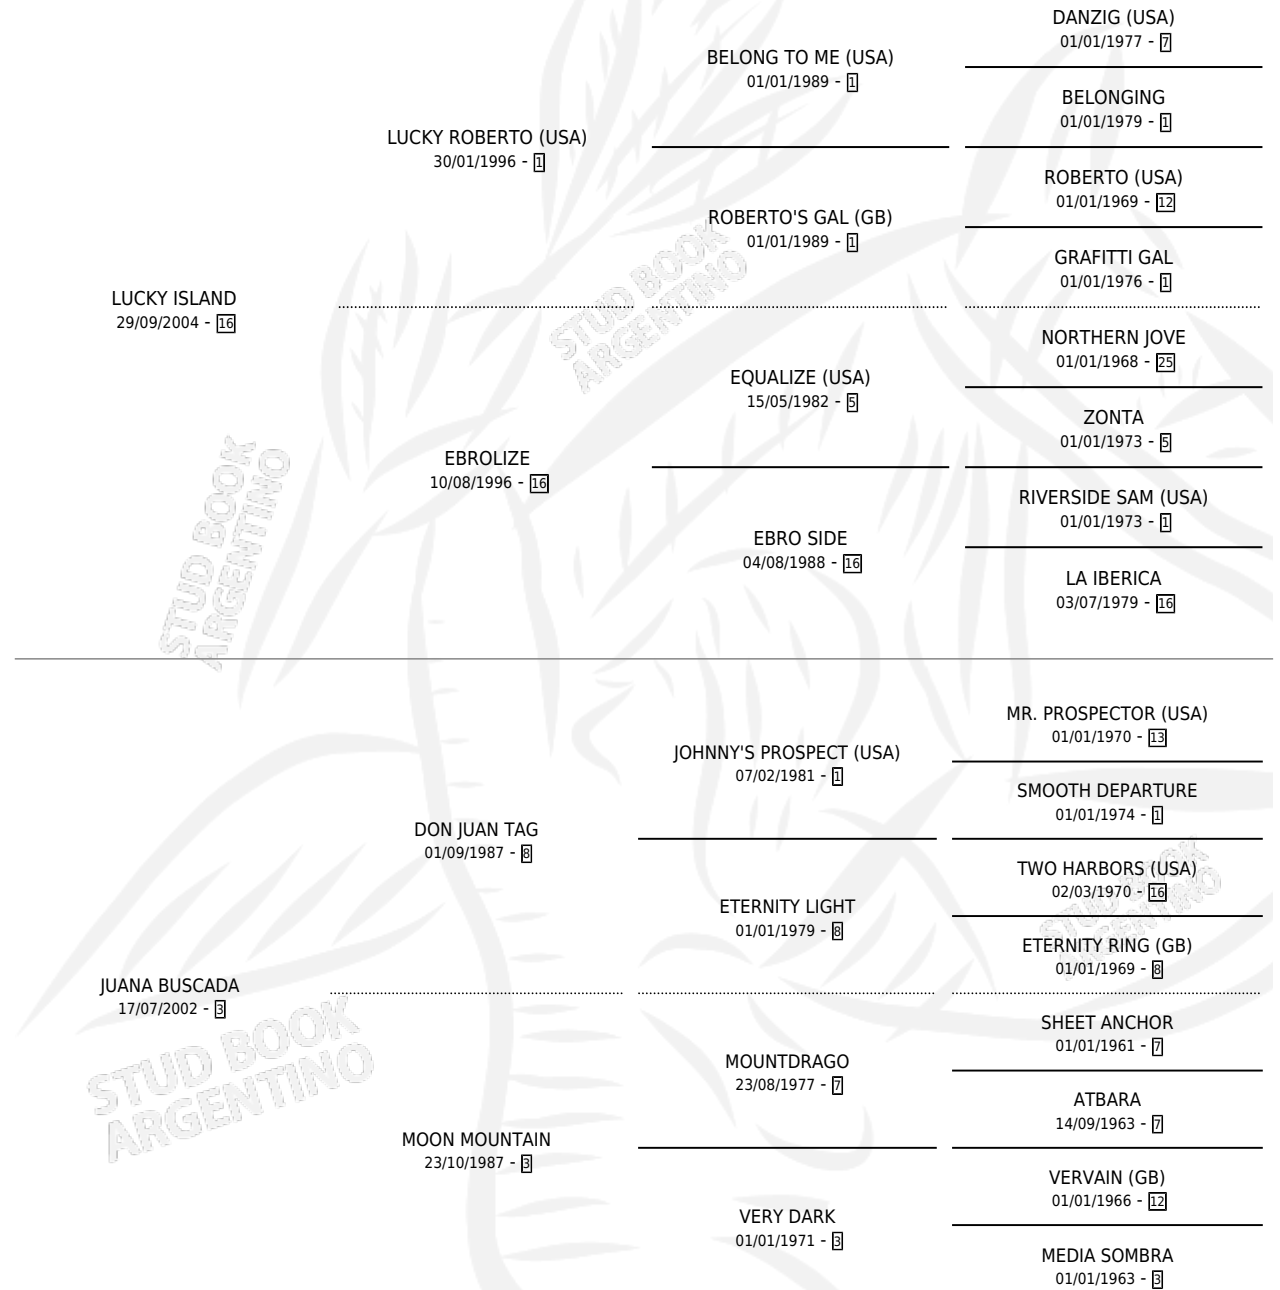 DANZIG (USA)
01/01/1977 - 7
BELONG TO ME (USA)
01/01/1989 - 1
BELONGING
01/01/1979 - 1
LUCKY ROBERTO (USA)
30/01/1996 - 1
ROBERTO (USA)
01/01/1969 - 12
ROBERTO'S GAL (GB)
01/01/1989 - 1
GRAFITTI GAL
01/01/1976 - 1
LUCKY ISLAND
29/09/2004 - 16
STUD BOOK
ARGENTINO
NORTHERN JOVE
01/01/1968 - 25
EQUALIZE (USA)
15/05/1982 - 5
ZONTA
01/01/1973 - 5
EBROLIZE
10/08/1996 - 16
RIVERSIDE SAM (USA)
01/01/1973 - 1
EBRO SIDE
04/08/1988 - 16
LA IBERICA
03/07/1979 - 16
STUD BOOK
ARGENTINO
MR. PROSPECTOR (USA)
01/01/1970 - 13
JOHNNY'S PROSPECT (USA)
07/02/1981 - 1
SMOOTH DEPARTURE
01/01/1974 - 1
DON JUAN TAG
01/09/1987 - 8
TWO HARBORS (USA)
02/03/1970 - 16
STUD BOOK
ARGENTINO
ETERNITY LIGHT
01/01/1979 - 8
ETERNITY RING (GB)
01/01/1969 - 8
JUANA BUSCADA
17/07/2002 - 3
STUD BOOK
ARGENTINO
SHEET ANCHOR
01/01/1961 - 7
MOUNTDRAGO
23/08/1977 - 7
ATBARA
14/09/1963 - 7
MOON MOUNTAIN
23/10/1987 - 3
VERVAIN (GB)
01/01/1966 - 12
VERY DARK
01/01/1971 - 3
MEDIA SOMBRA
01/01/1963 - 3